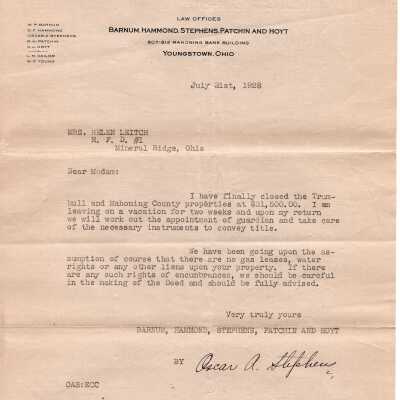 LAW OFFICES
BARNUM, HAMMOND, STEPHENS, PATCHIN AND HOYT
807-812 MAHONING BANK BUILDING
YOUNGSTOWN, OHIO
July 21st, 1928
MRS. HELEN LEITCH
R. F. D. #1
Mineral Ridge, Ohio
Dear Madam:
I have finally closed the Trum-
bull and Mahoning County properties at $31,500.00. I am
leaving on a vacation for two weeks and upon my return
we will work out the appointment of guardian and take care
of the necessary instruments to convey title.
We have been going upon the as-
sumption of course that there are no gas leases, water
rights or any other liens upon your property. If there
are any such rights of encumbrances, we should be careful
in the making of the Deed and should be fully advised.
Very truly yours
BARNUM, HAMMOND, STEPHENS, PATCHIN AND HOYT
BY Oscar A. Stephens
OAS:ECC